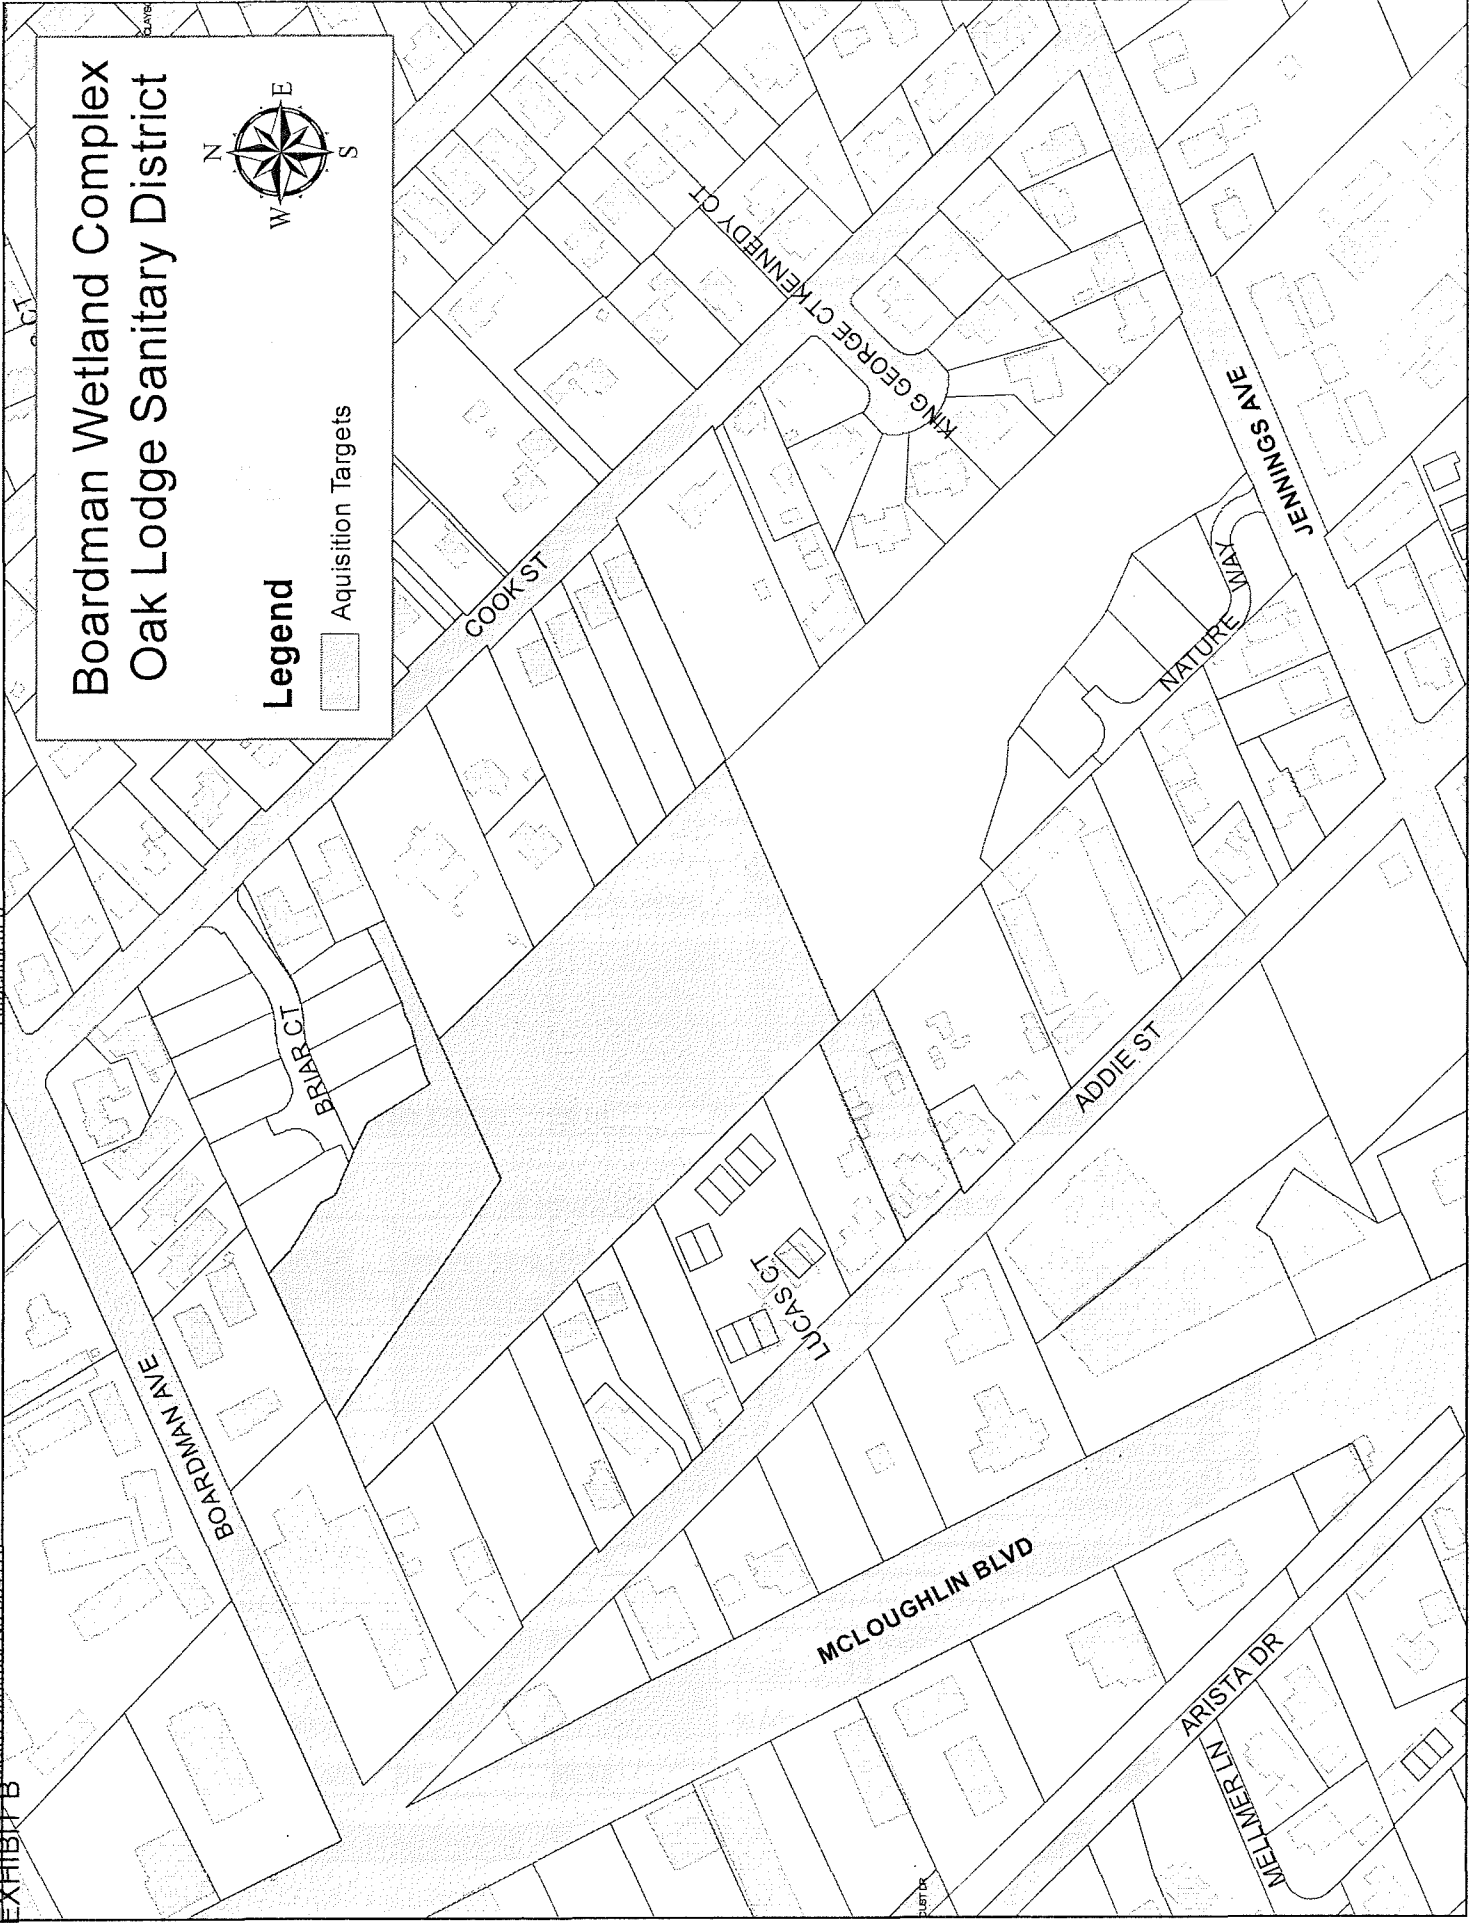 EXHIBIT B
Boardman Wetland Complex
Oak Lodge Sanitary District
N
W
E
S
Legend
Aquisition Targets
CT
BOARDMAN AVE
BRIAR CT
COOK ST
KENNEDY CT
KING GEORGE CT
JENNINGS AVE
NATURE WAY
ADDIE ST
LUCAS CT
MCLOUGHLIN BLVD
ARISTA DR
MELLMER LN